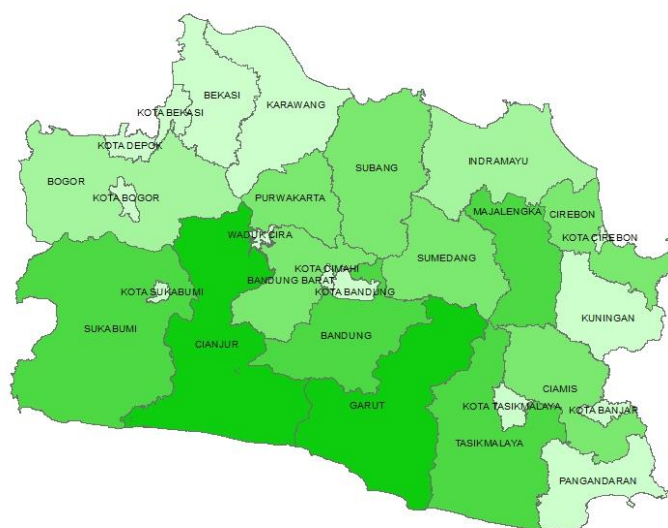 BEKASI
KOTA BEKASI
KARAWANG
KOTA DEPOK
SUBANG
INDRAMAYU
BOGOR
KOTA BOGOR
PURWAKARTA
MAJALENGKA
CIREBON
WADUK CIRA
KOTA CIREBON
SUMEDANG
KOTA CIMAHI
BANDUNG BARAT
KOTA BANDUNG
KOTA SUKABUMI
KUNINGAN
SUKABUMI
CIANJUR
BANDUNG
CIAMIS
GARUT
KOTA TASIKMALAYA
KOTA BANJAR
TASIKMALAYA
PANGANDARAN